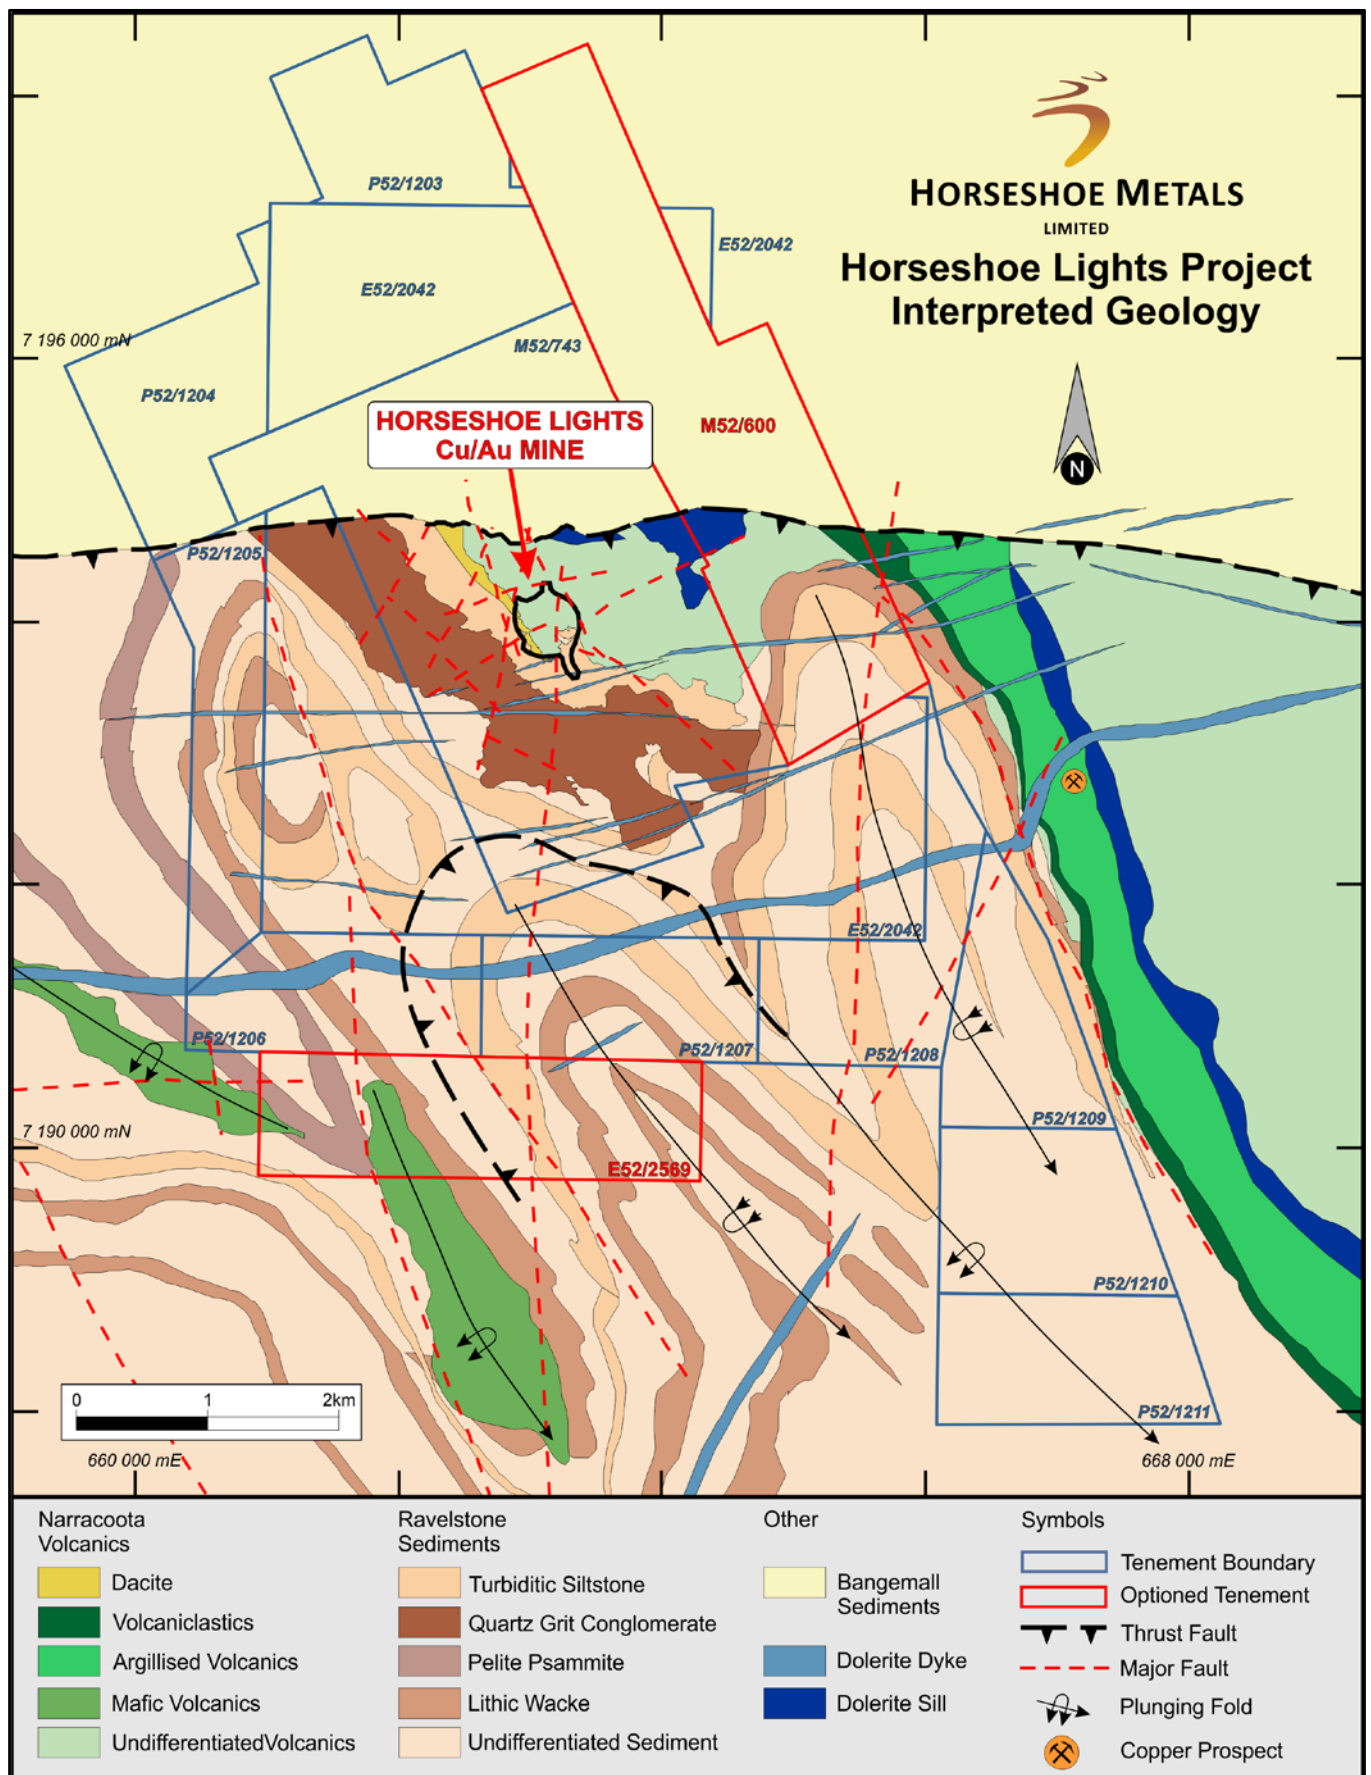 HORSESHOE METALS
LIMITED
Horseshoe Lights Project
Interpreted Geology
P52/1203
E52/2042
E52/2042
7 196 000 mN
M52/743
P52/1204
HORSESHOE LIGHTS
Cu/Au MINE
M52/600
N
P52/1205
E52/2042
P52/1206
P52/1207
P52/1208
P52/1209
7 190 000 mN
E52/2569
P52/1210
P52/1211
0 1 2km
660 000 mE
668 000 mE
Narracoota
Volcanics
Dacite
Volcaniclastics
Argillised Volcanics
Mafic Volcanics
UndifferentiatedVolcanics
Ravelstone
Sediments
Turbiditic Siltstone
Quartz Grit Conglomerate
Pelite Psammite
Lithic Wacke
Undifferentiated Sediment
Other
Bangemall
Sediments
Dolerite Dyke
Dolerite Sill
Symbols
Tenement Boundary
Optioned Tenement
Thrust Fault
Major Fault
Plunging Fold
Copper Prospect